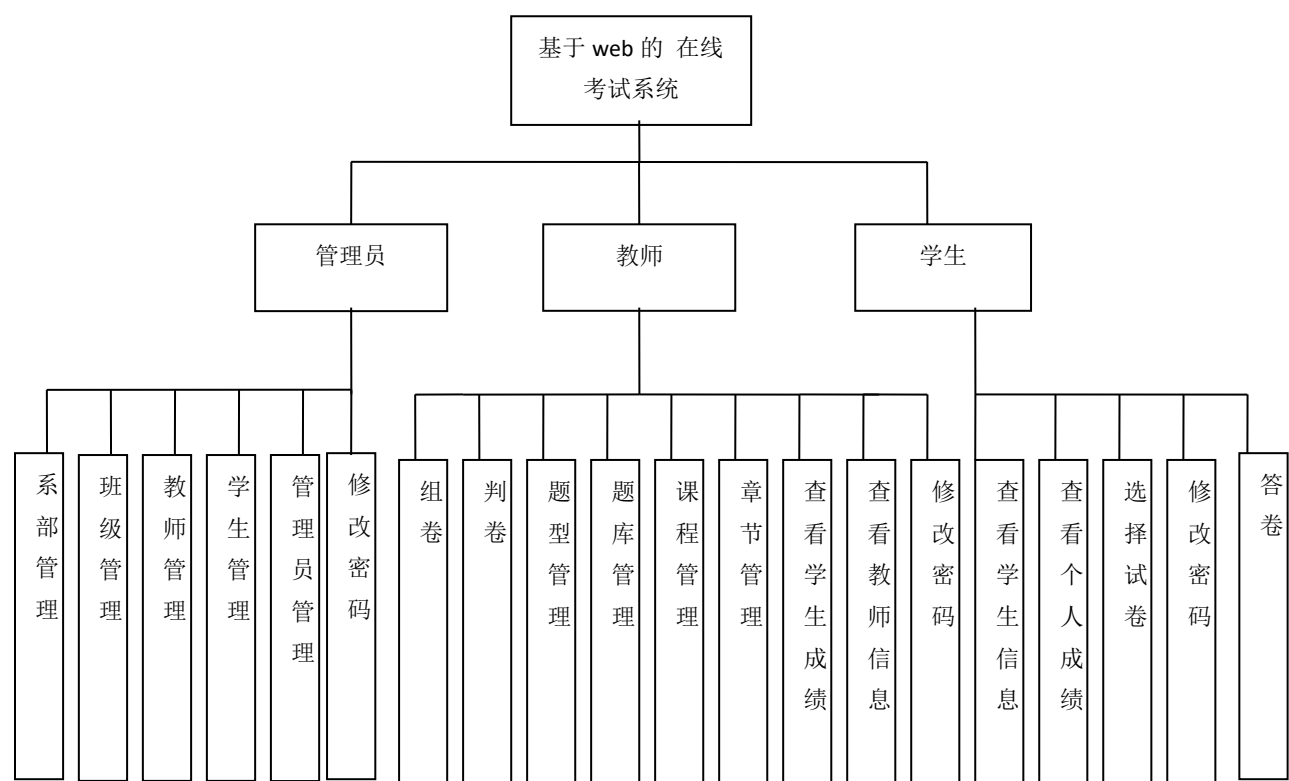 基于 web 的 在线
考试系统
管理员
教师
学生
系部管理
班级管理
教师管理
学生管理
管理员管理
修改密码
组卷
判卷
题型管理
题库管理
课程管理
章节管理
查看学生成绩
查看教师信息
修改密码
查看学生信息
查看个人成绩
选择试卷
修改密码
答卷